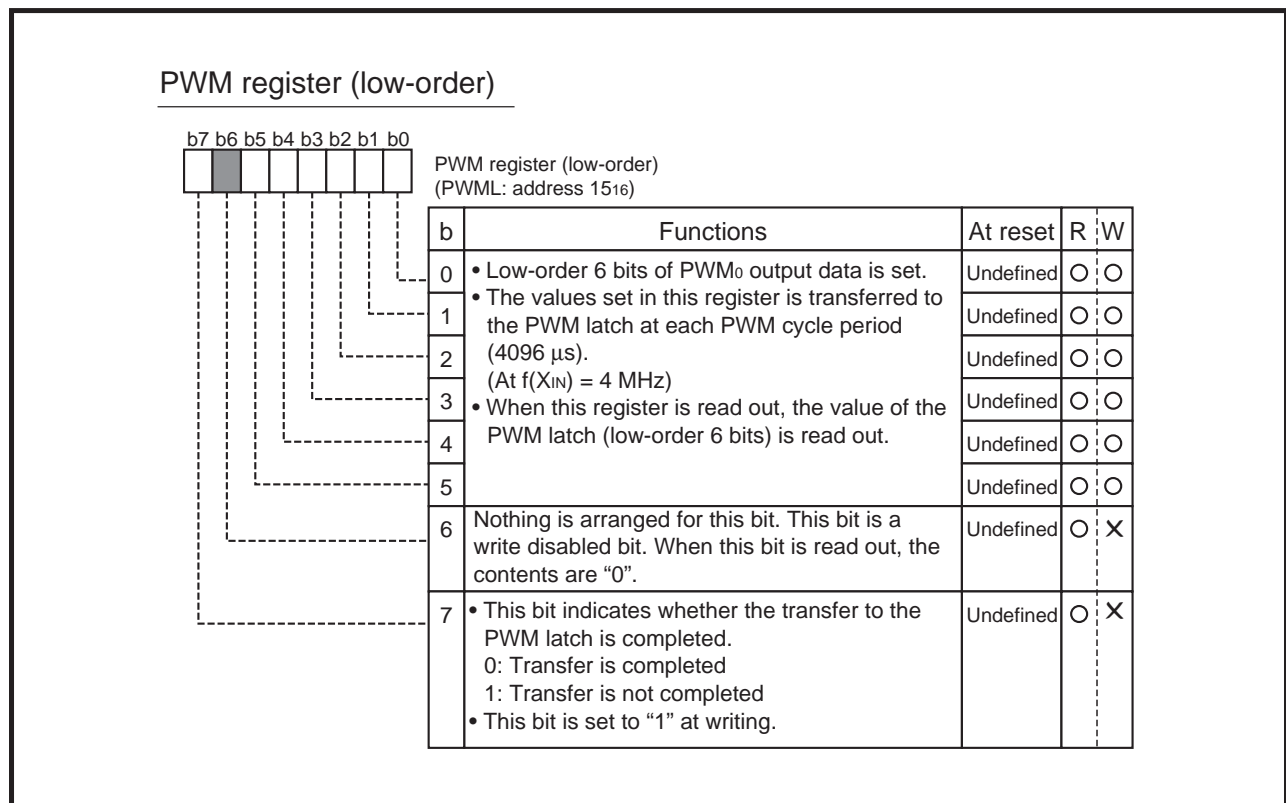 PWM register (low-order)
b7 b6 b5 b4 b3 b2 b1 b0
PWM register (low-order)
(PWML: address 15₁₆)
b Functions At reset R W
0 • Low-order 6 bits of PWM₀ output data is set. Undefined ○ ○
• The values set in this register is transferred to
1 the PWM latch at each PWM cycle period Undefined ○ ○
2 (4096 µs). Undefined ○ ○
(At f(XIN) = 4 MHz)
3 • When this register is read out, the value of the Undefined ○ ○
4 PWM latch (low-order 6 bits) is read out. Undefined ○ ○
5 Undefined ○ ○
6 Nothing is arranged for this bit. This bit is a Undefined ○ ✕
write disabled bit. When this bit is read out, the
contents are “0”.
7 • This bit indicates whether the transfer to the Undefined ○ ✕
PWM latch is completed.
0: Transfer is completed
1: Transfer is not completed
• This bit is set to “1” at writing.